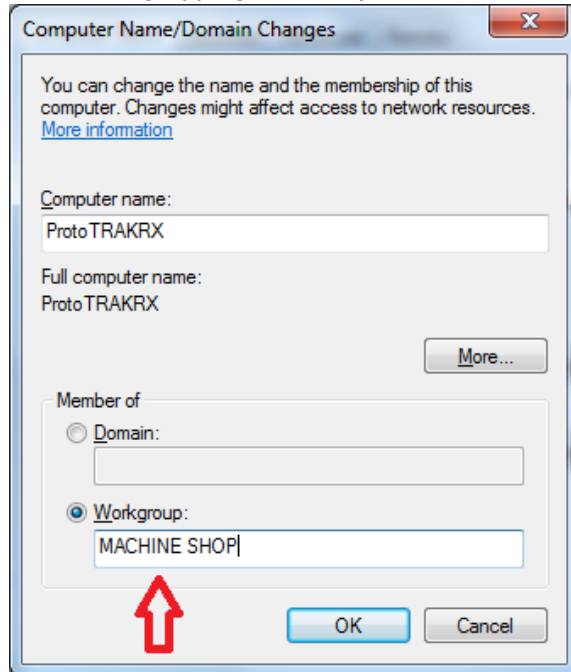 Computer Name/Domain Changes
X
You can change the name and the membership of this
computer. Changes might affect access to network resources.
More information
Computer name:
ProtoTRAKRX
Full computer name:
ProtoTRAKRX
More...
Member of
Domain:
Workgroup:
MACHINE SHOP
OK
Cancel